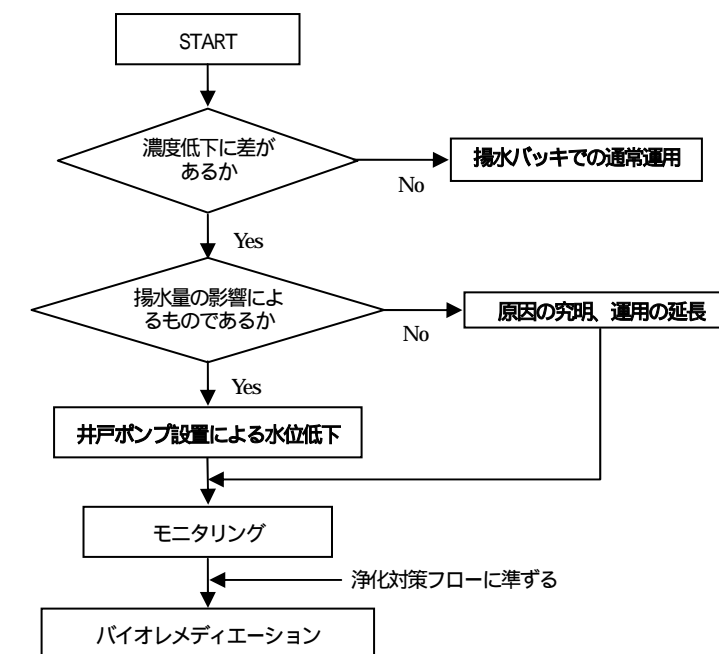 START
濃度低下に差が
あるか
揚水バッキでの通常運用
No
Yes
揚水量の影響によ
るものであるか
原因の究明、運用の延長
No
Yes
井戸ポンプ設置による水位低下
モニタリング
浄化対策フローに準ずる
バイオレメディエーション